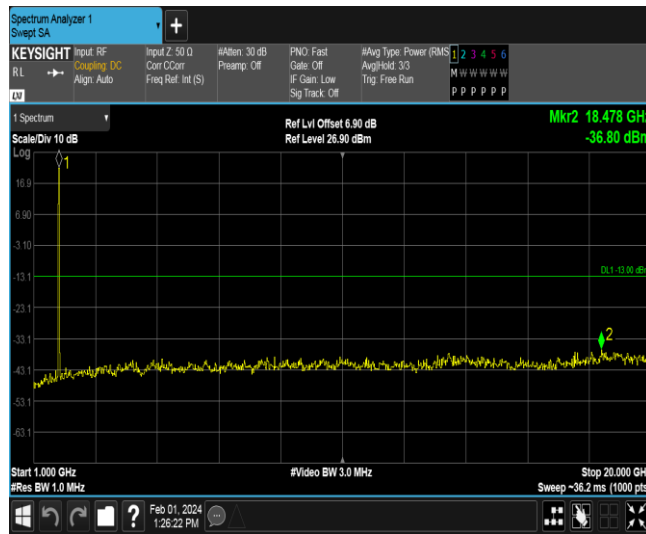 Spectrum Analyzer 1
Swept SA
+
KEYSIGHT
RL
LXI
Input: RF
Coupling: DC
Align: Auto
Input Z: 50 Ω
Corr CCorr
Freq Ref: Int (S)
#Atten: 30 dB
Preamp: Off
PNO: Fast
Gate: Off
IF Gain: Low
Sig Track: Off
#Avg Type: Power (RMS
Avg|Hold: 3/3
Trig: Free Run
1 2 3 4 5 6
M W W W W W
P P P P P P
1 Spectrum
Scale/Div 10 dB
Log
Ref Lvl Offset 6.90 dB
Ref Level 26.90 dBm
Mkr2 18.478 GH
-36.80 dBm
1
16.9
6.90
-3.10
-13.1
DL1 -13.00 dBm
-23.1
-33.1
2
-43.1
-53.1
-63.1
Start 1.000 GHz
#Res BW 1.0 MHz
#Video BW 3.0 MHz
Stop 20.000 GH
Sweep ~36.2 ms (1000 pts
?
Feb 01, 2024
1:26:22 PM